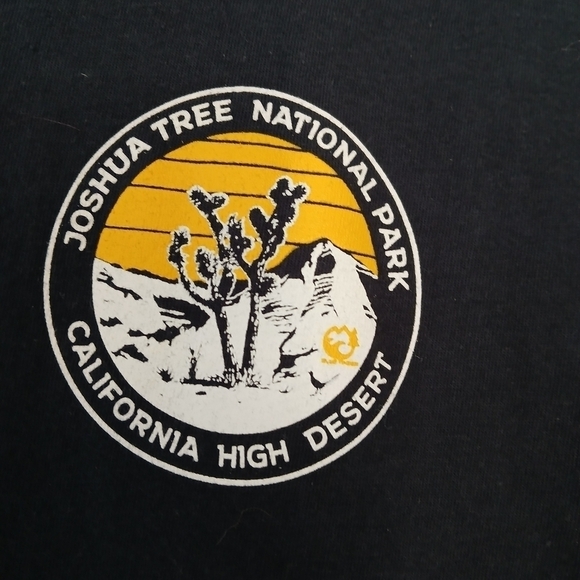 JOSHUA TREE NATIONAL PARK
CALIFORNIA HIGH DESERT